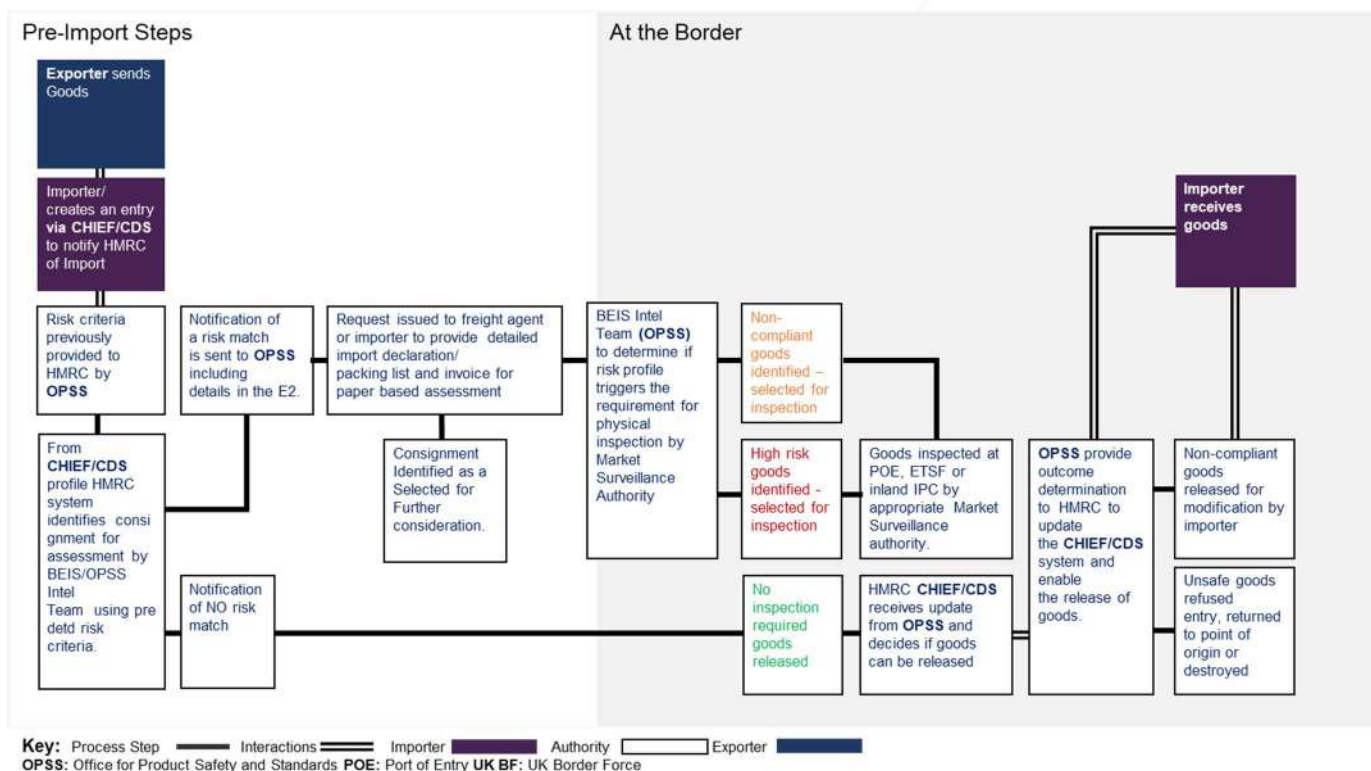 Pre-Import Steps
At the Border
Exporter sends
Goods
Importer/
creates an entry
via CHIEF/CDS
to notify HMRC
of Import
Importer
receives
goods
Risk criteria
previously
provided to
HMRC by
OPSS
Notification of
a risk match
is sent to OPSS
including
details in the E2.
Request issued to freight agent
or importer to provide detailed
import declaration/
packing list and invoice for
paper based assessment
BEIS Intel
Team (OPSS)
to determine if
risk profile
triggers the
requirement for
physical
inspection by
Market
Surveillance
Authority
Non-
compliant
goods
identified –
selected for
inspection
From
CHIEF/CDS
profile HMRC
system
identifies consi
gnment for
assessment by
BEIS/OPSS
Intel
Team using pre
detd risk
criteria.
Consignment
Identified as a
Selected for
Further
consideration.
High risk
goods
identified -
selected for
inspection
Goods inspected at
POE, ETSF or
inland IPC by
appropriate Market
Surveillance
authority.
OPSS provide
outcome
determination
to HMRC to
update
the CHIEF/CDS
system and
enable
the release of
goods.
Non-compliant
goods
released for
modification by
importer
Notification
of NO risk
match
No
inspection
required
goods
released
HMRC CHIEF/CDS
receives update
from OPSS and
decides if goods
can be released
Unsafe goods
refused
entry, returned
to point of
origin or
destroyed
Key: Process Step Interactions Importer Authority Exporter
OPSS: Office for Product Safety and Standards POE: Port of Entry UK BF: UK Border Force